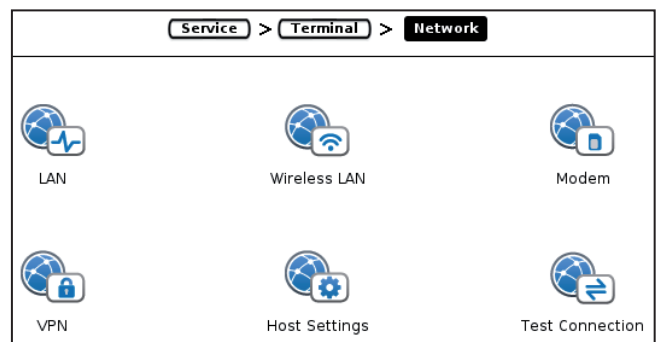 Service > Terminal > Network
LAN Wireless LAN Modem
VPN Host Settings Test Connection